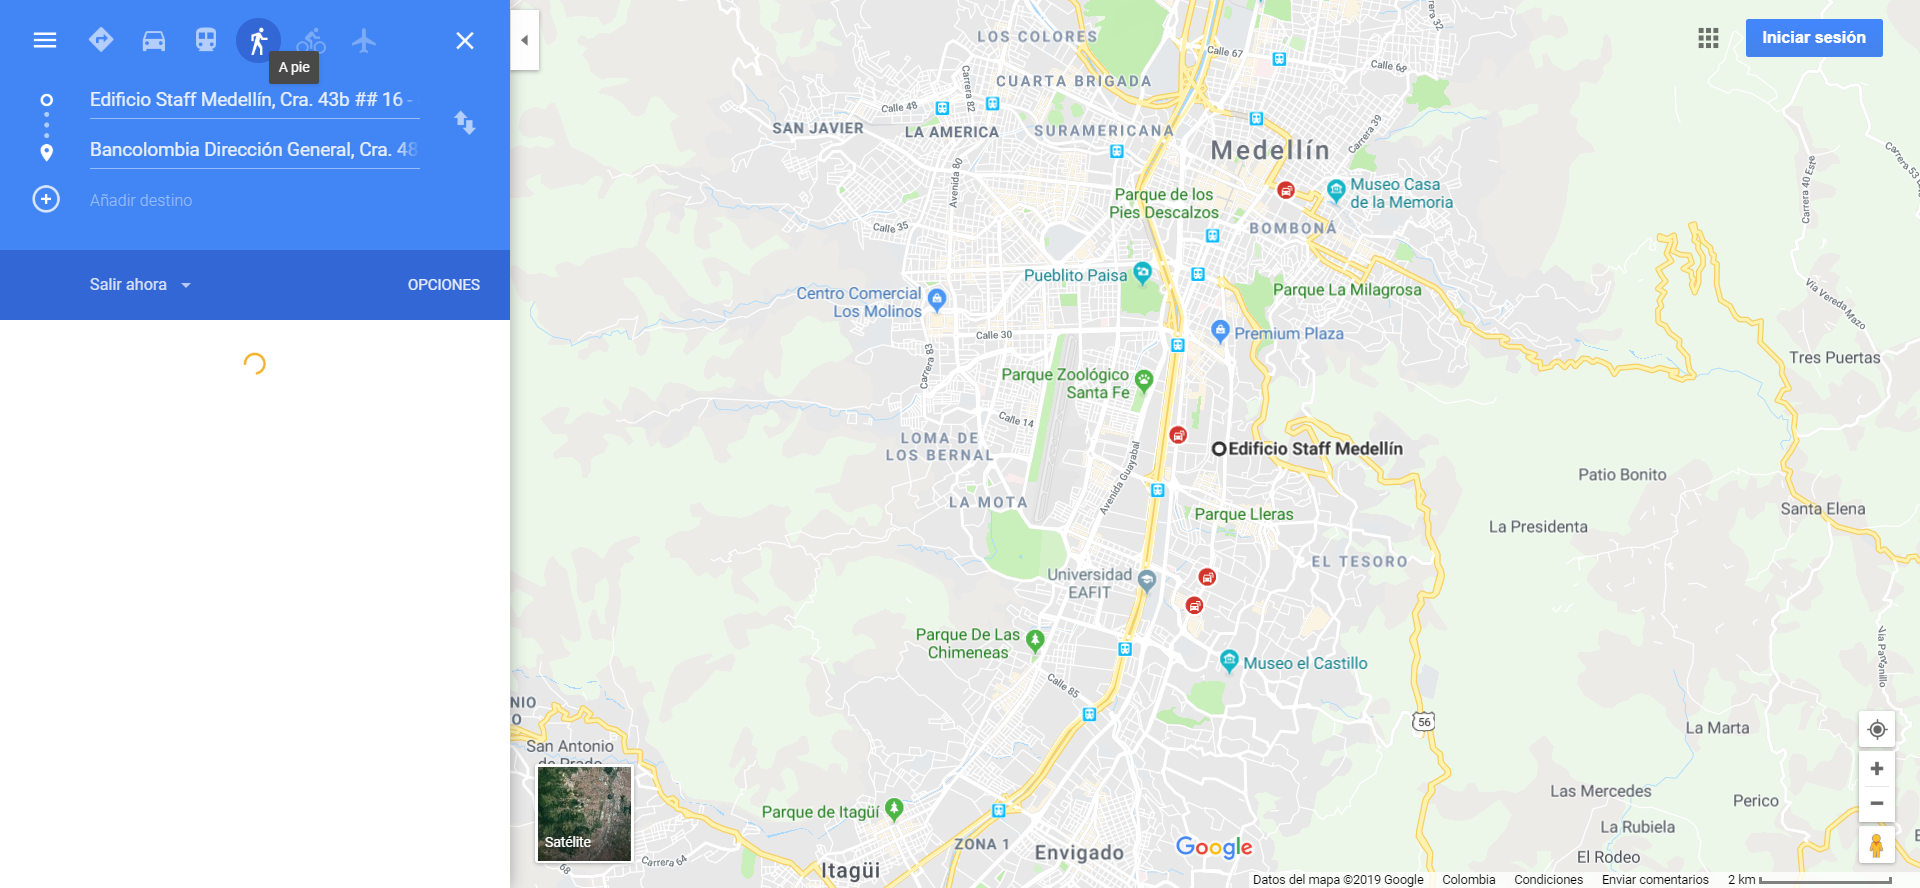 A pie
Edificio Staff Medellín, Cra. 43b ## 16 -
Bancolombia Dirección General, Cra. 48
Añadir destino
Salir ahora
OPCIONES
Iniciar sesión
LOS COLORES
Calle 67
Calle 68
CUARTA BRIGADA
Carrera 82
Calle 48
SAN JAVIER
LA AMERICA
SURAMERICANA
Carrera 39
Medellín
Carrera 40 Este
Carrera 53
Avenida 80
Parque de los
Pies Descalzos
Museo Casa
de la Memoria
Calle 35
BOMBONÁ
Pueblito Paisa
Centro Comercial
Los Molinos
Parque La Milagrosa
Vía Vereda Mazo
Calle 30
Premium Plaza
Tres Puertas
Carrera 83
Parque Zoológico
Santa Fe
Calle 14
LOMA DE
LOS BERNAL
Edificio Staff Medellín
Avenida Guayabal
Patio Bonito
LA MOTA
Parque Lleras
La Presidenta
Santa Elena
EL TESORO
Universidad
EAFIT
Parque De Las
Chimeneas
Museo el Castillo
Calle 85
NIO
O
56
La Marta
San Antonio
de Prado
Las Mercedes
Perico
Parque de Itagüí
La Rubiela
Satélite
ZONA 1
Envigado
Google
El Rodeo
Carrera 64
Itagüi
Datos del mapa ©2019 Google
Colombia
Condiciones
Enviar comentarios
2 km